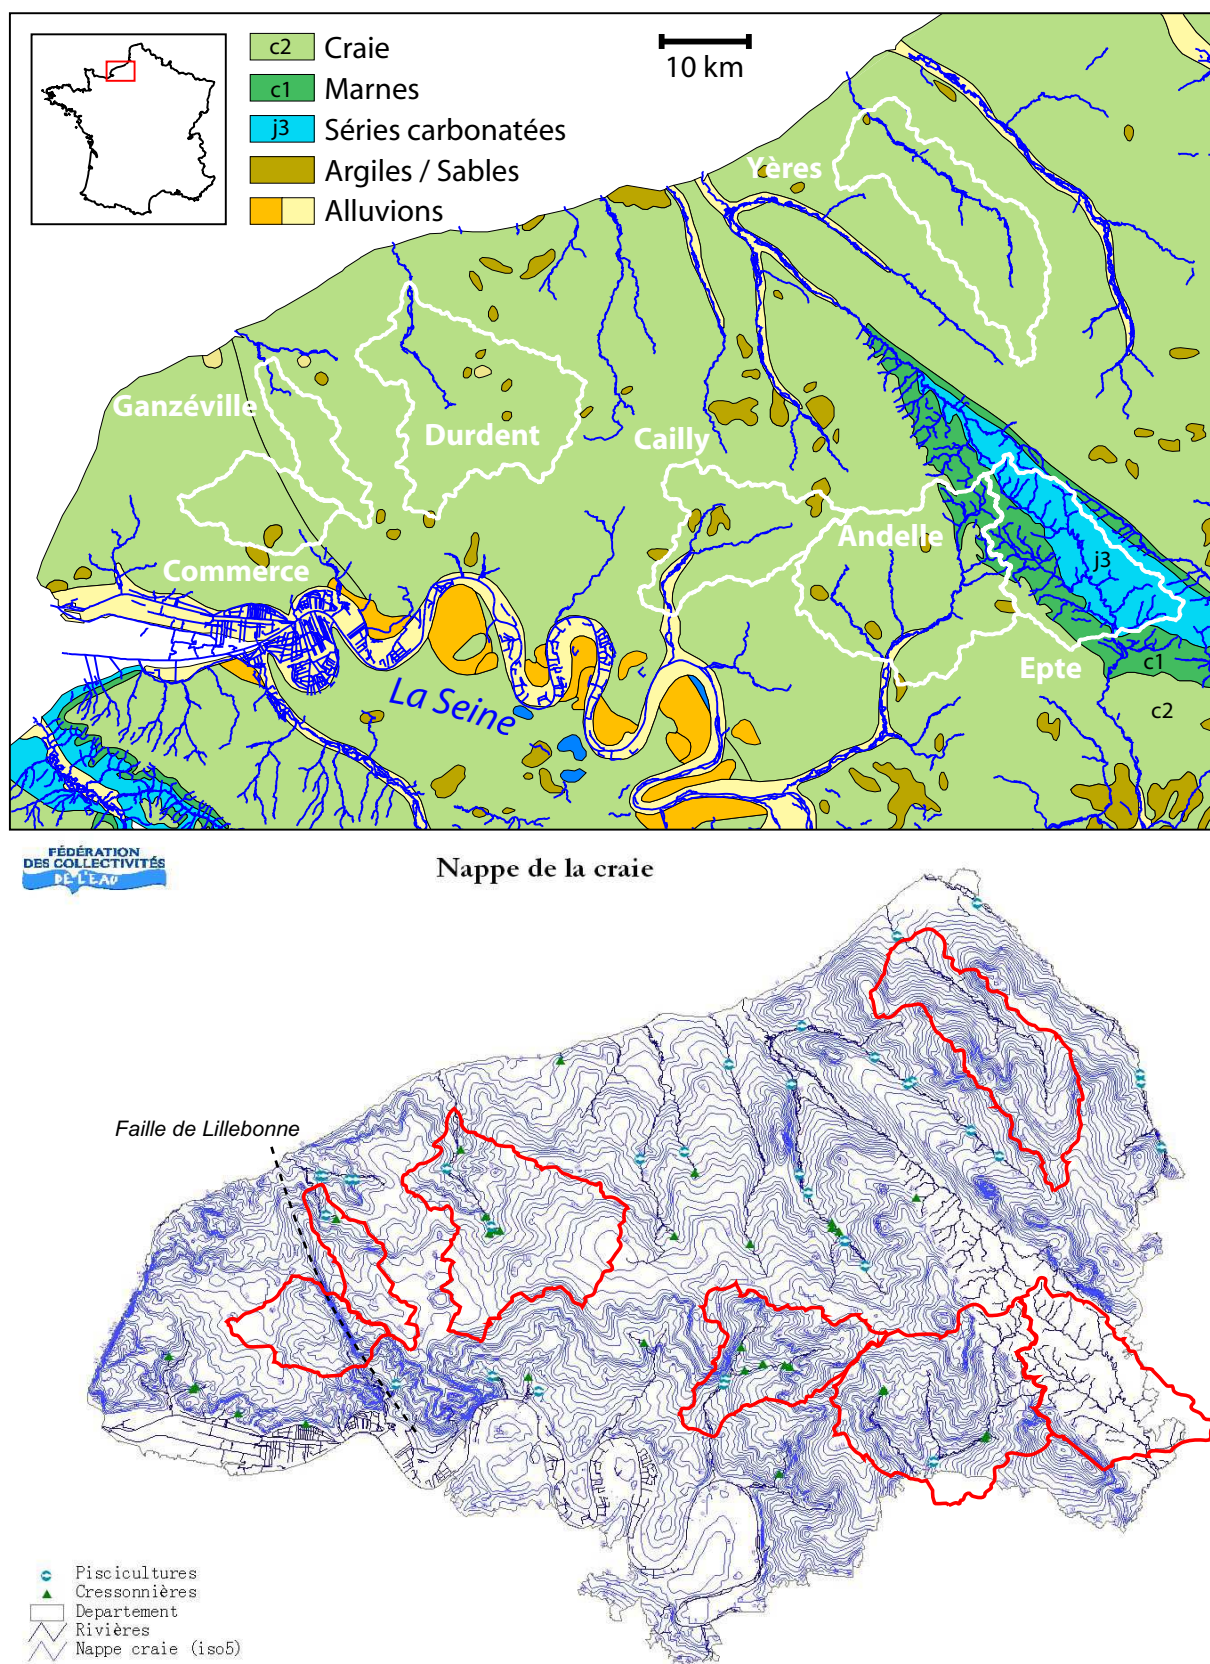 c2 Craie
c1 Marnes
j3 Séries carbonatées
Argiles / Sables
Alluvions
10 km
Yères
Ganzéville
Durdent
Cailly
Andelle
Commerce
j3
Epte
c1
c2
La Seine
FÉDÉRATION
DES COLLECTIVITÉS
DE L'EAU
Nappe de la craie
Faille de Lillebonne
Piscicultures
Cressonnières
Departement
Rivières
Nappe craie (iso5)